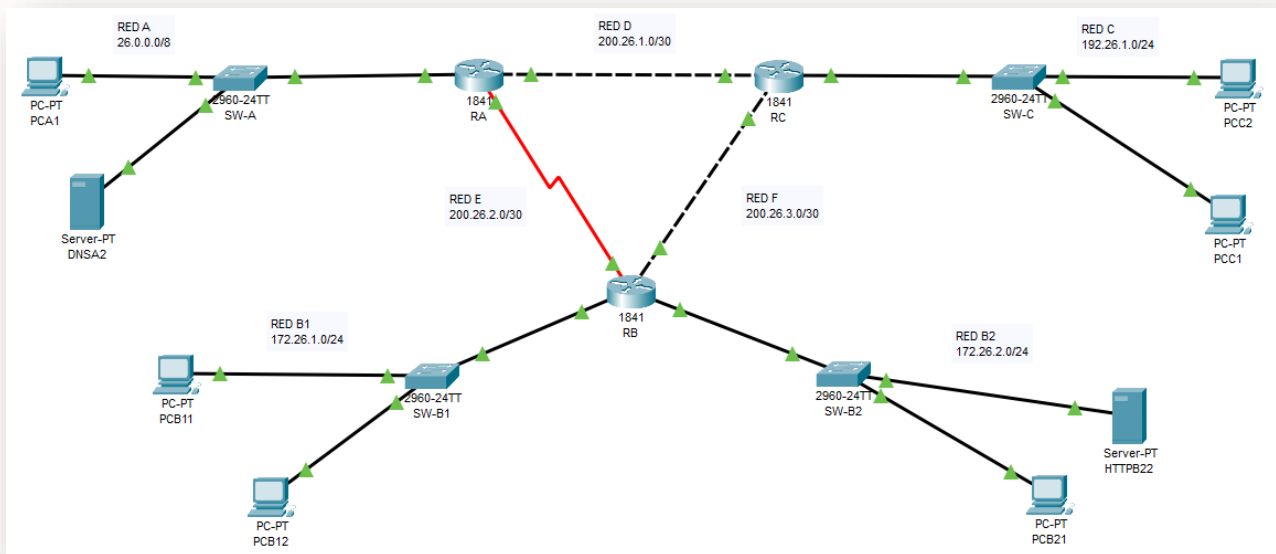 RED A
26.0.0.0/8
RED D
200.26.1.0/30
RED C
192.26.1.0/24
PC-PT
PCA1
2960-24TT
SW-A
1841
RA
1841
RC
2960-24TT
SW-C
PC-PT
PCC2
Server-PT
DNSA2
RED E
200.26.2.0/30
RED F
200.26.3.0/30
PC-PT
PCC1
1841
RB
RED B1
172.26.1.0/24
RED B2
172.26.2.0/24
PC-PT
PCB11
2960-24TT
SW-B1
2960-24TT
SW-B2
Server-PT
HTTPB22
PC-PT
PCB12
PC-PT
PCB21